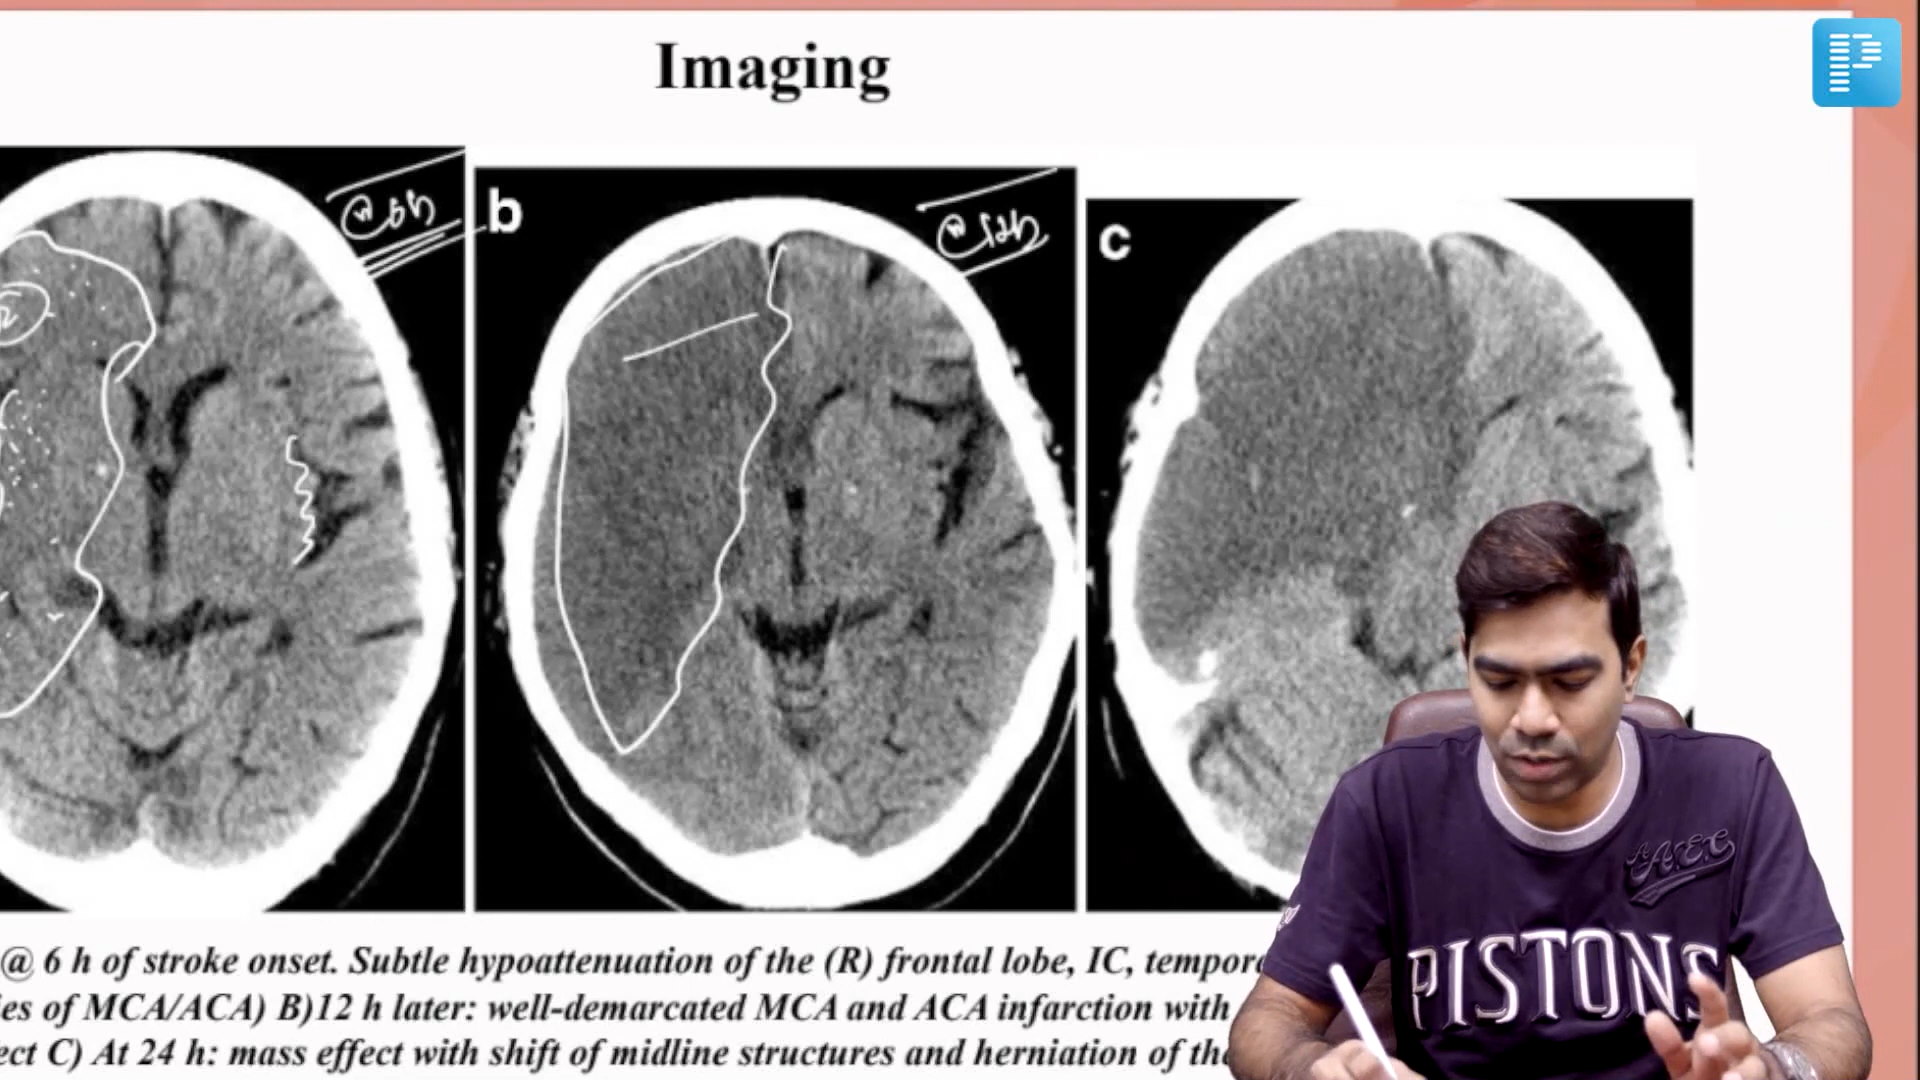 Imaging
@ 6h
b
@ 12h
c
R
@ 6 h of stroke onset. Subtle hypoattenuation of the (R) frontal lobe, IC, tempor
ies of MCA/ACA) B)12 h later: well-demarcated MCA and ACA infarction with
ect C) At 24 h: mass effect with shift of midline structures and herniation of the
A.A.E.C
PISTONS